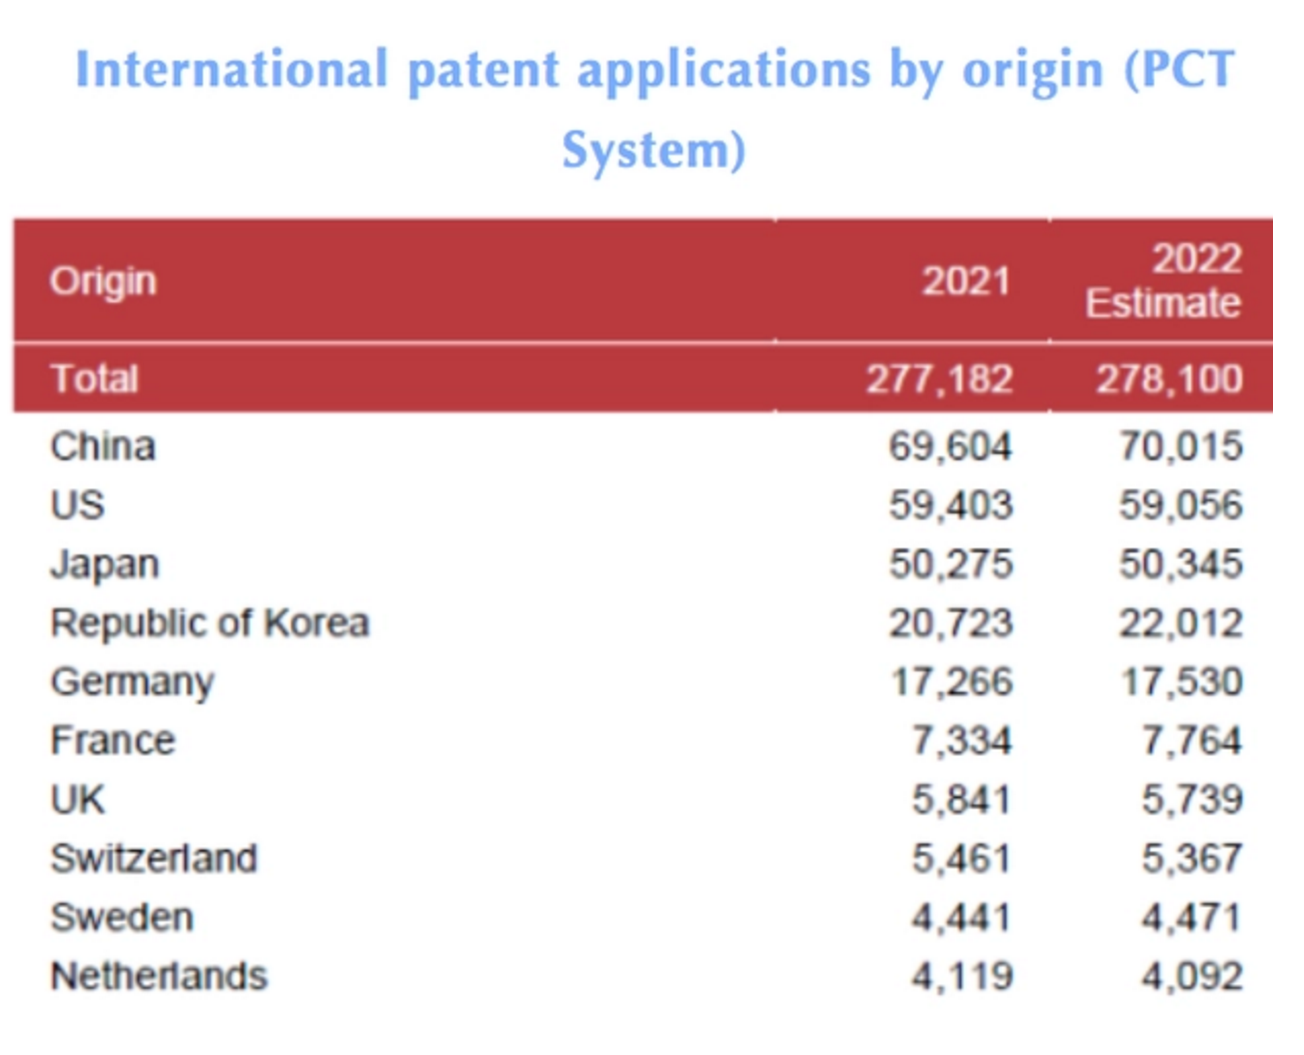 International patent applications by origin (PCT
System)
Origin 2021 2022
Estimate
Total 277,182 278,100
China 69,604 70,015
US 59,403 59,056
Japan 50,275 50,345
Republic of Korea 20,723 22,012
Germany 17,266 17,530
France 7,334 7,764
UK 5,841 5,739
Switzerland 5,461 5,367
Sweden 4,441 4,471
Netherlands 4,119 4,092